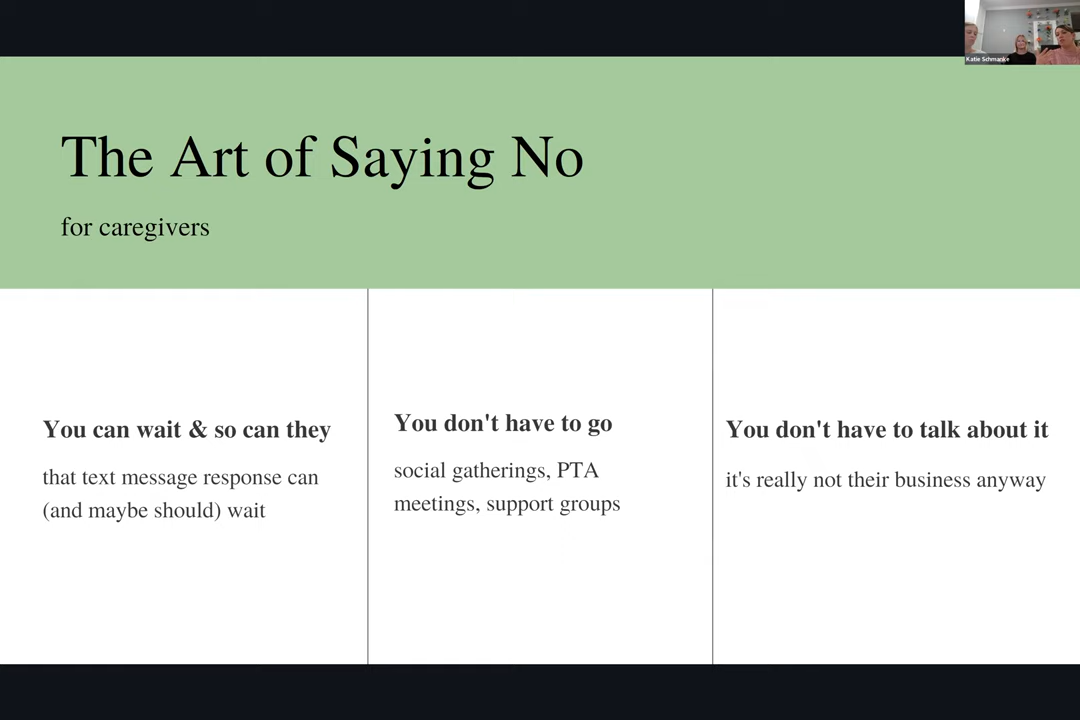 Katie Schmanke
The Art of Saying No
for caregivers
You can wait & so can they
that text message response can
(and maybe should) wait
You don't have to go
social gatherings, PTA
meetings, support groups
You don't have to talk about it
it's really not their business anyway